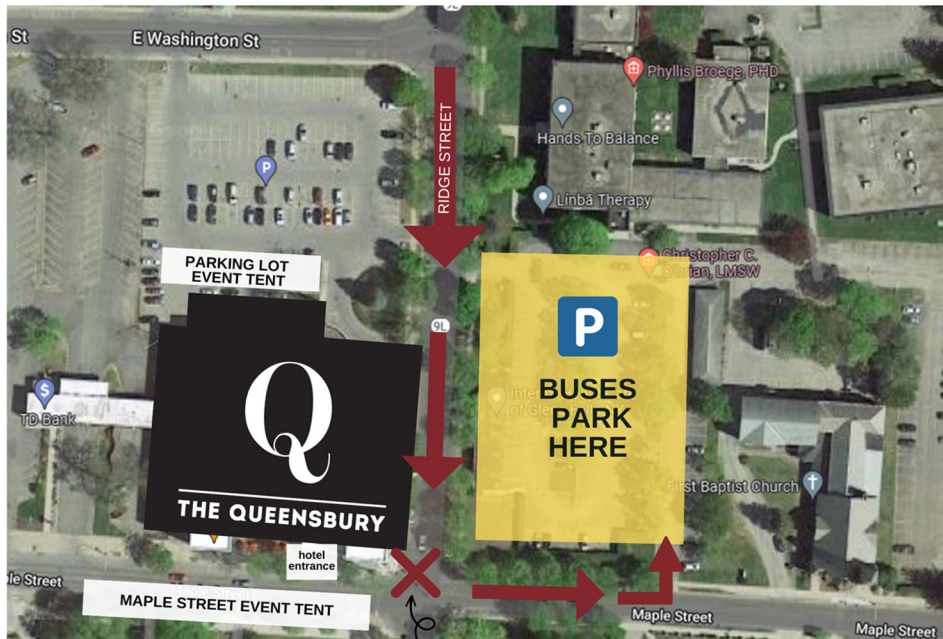 9L
St
E Washington St
Phyllis Broege, PHD
RIDGE STREET
Hands To Balance
P
Linbā Therapy
PARKING LOT
EVENT TENT
Christopher C.
O'brian, LMSW
9L
P
BUSES
PARK
HERE
Q
TD Bank
THE QUEENSBURY
First Baptist Church
hotel
entrance
ple Street
MAPLE STREET EVENT TENT
Maple Street
Maple Street